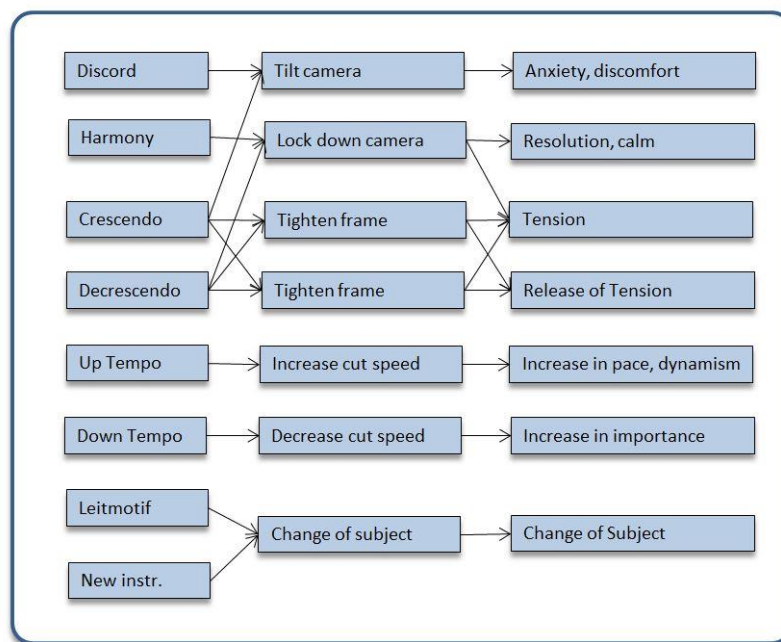 Discord
Tilt camera
Anxiety, discomfort
Harmony
Lock down camera
Resolution, calm
Crescendo
Tighten frame
Tension
Decrescendo
Tighten frame
Release of Tension
Up Tempo
Increase cut speed
Increase in pace, dynamism
Down Tempo
Decrease cut speed
Increase in importance
Leitmotif
Change of subject
Change of Subject
New instr.